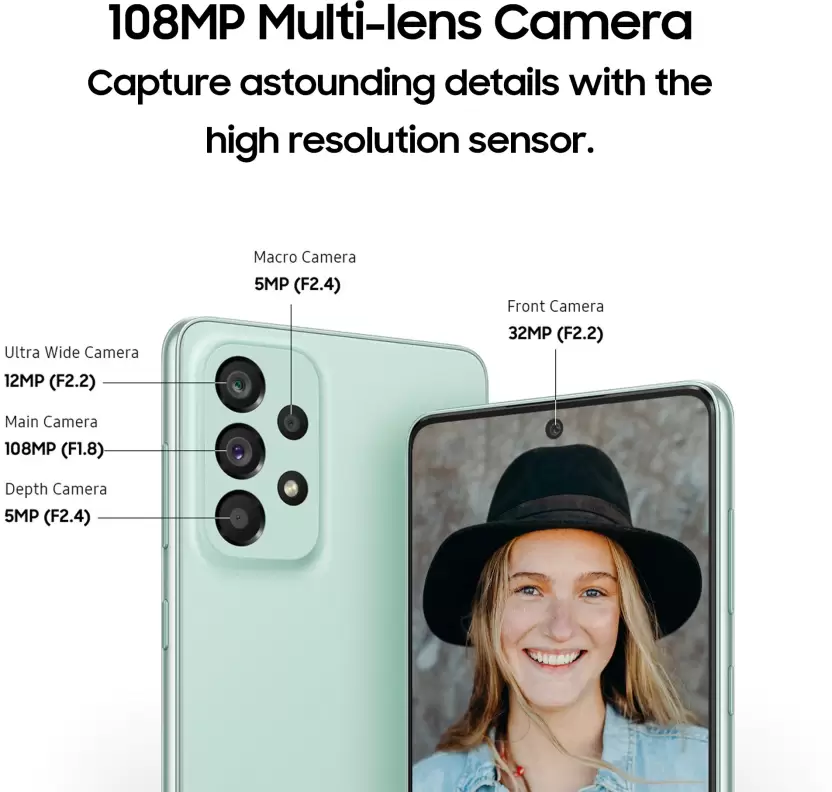 108MP Multi-lens Camera
Capture astounding details with the
high resolution sensor.
Macro Camera
5MP (F2.4)
Front Camera
32MP (F2.2)
Ultra Wide Camera
12MP (F2.2)
Main Camera
108MP (F1.8)
Depth Camera
5MP (F2.4)